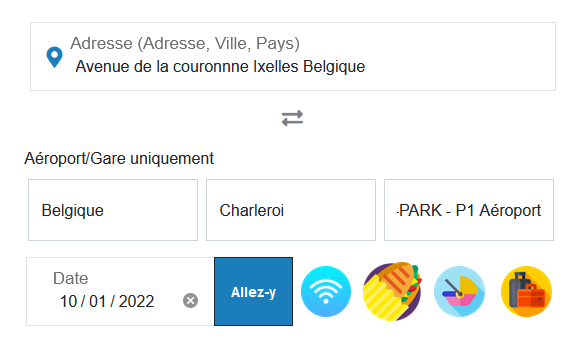 Adresse (Adresse, Ville, Pays)
Avenue de la couronnne Ixelles Belgique
Aéroport/Gare uniquement
Belgique
Charleroi
-PARK - P1 Aéroport
Date
10 / 01 / 2022
Allez-y